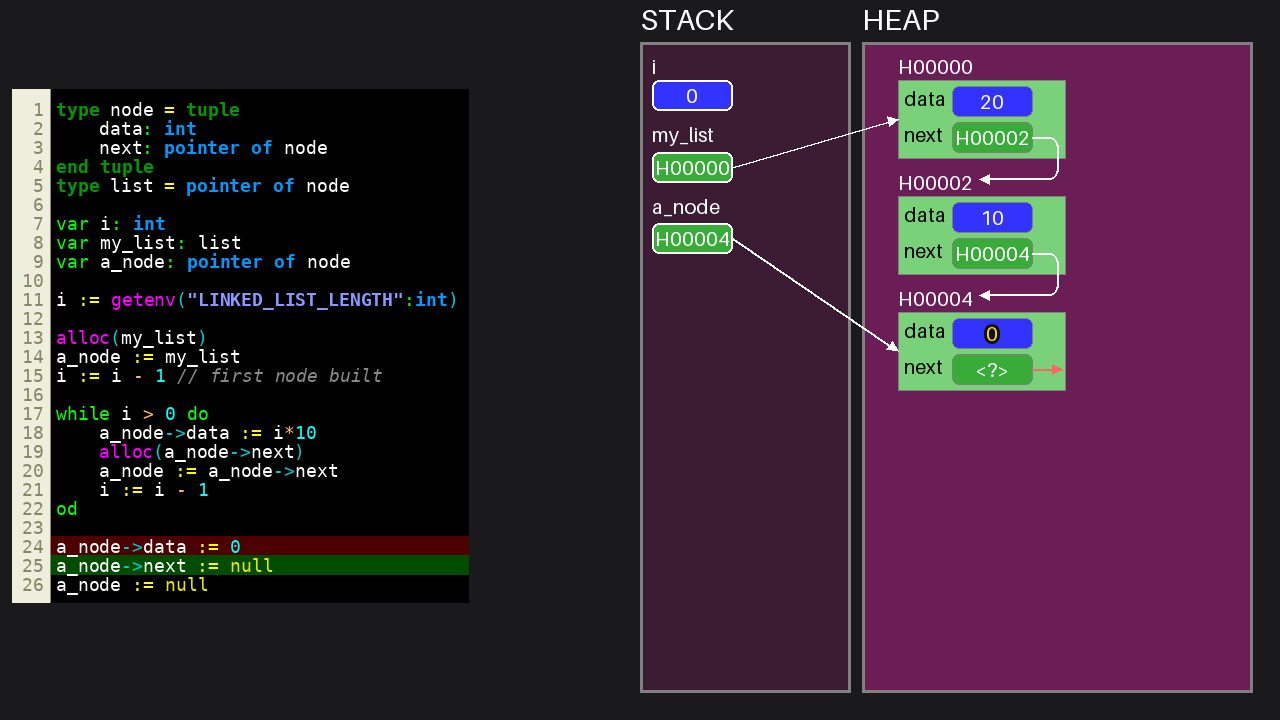 1 type node = tuple
2     data: int
3     next: pointer of node
4 end tuple
5 type list = pointer of node
6
7 var i: int
8 var my_list: list
9 var a_node: pointer of node
10
11 i := getenv("LINKED_LIST_LENGTH":int)
12
13 alloc(my_list)
14 a_node := my_list
15 i := i - 1 // first node built
16
17 while i > 0 do
18     a_node->data := i*10
19     alloc(a_node->next)
20     a_node := a_node->next
21     i := i - 1
22 od
23
24 a_node->data := 0
25 a_node->next := null
26 a_node := null
STACK
i
0
my_list
H00000
a_node
H00004
HEAP
H00000
data 20
next H00002
H00002
data 10
next H00004
H00004
data 0
next <?>